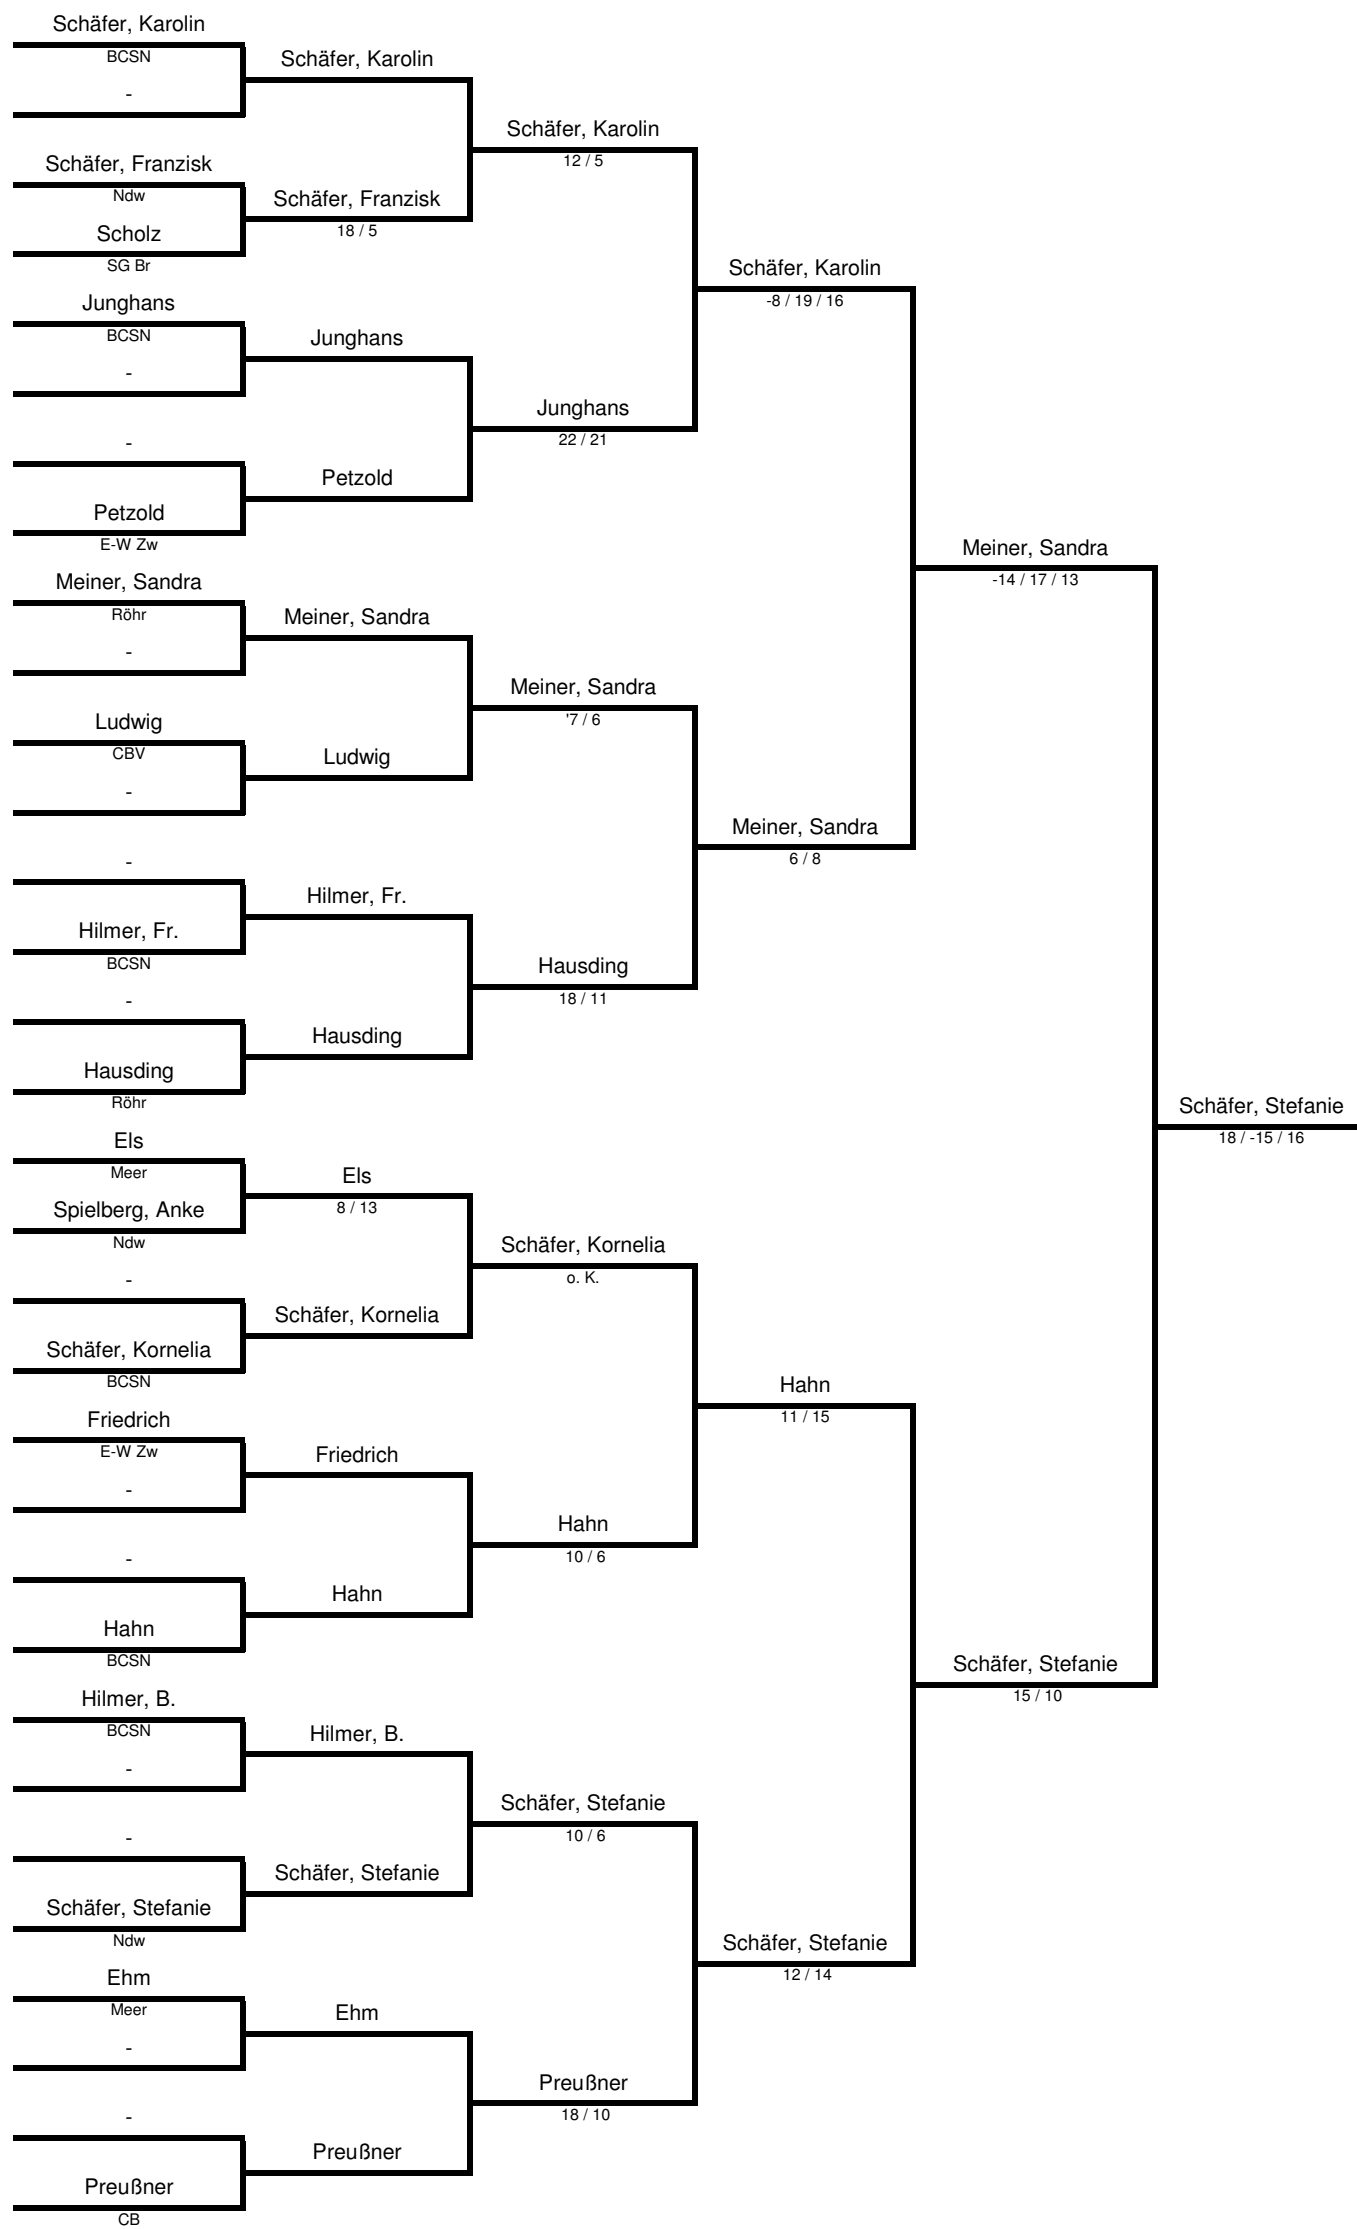 Schäfer, Karolin
BCSN
-
Schäfer, Franzisk
Ndw
Scholz
SG Br
Junghans
BCSN
-
-
Petzold
E-W Zw
Meiner, Sandra
Röhr
-
Ludwig
CBV
-
-
Hilmer, Fr.
BCSN
-
Hausding
Röhr
Els
Meer
Spielberg, Anke
Ndw
-
Schäfer, Kornelia
BCSN
Friedrich
E-W Zw
-
-
Hahn
BCSN
Hilmer, B.
BCSN
-
-
Schäfer, Stefanie
Ndw
Ehm
Meer
-
-
Preußner
CB
Schäfer, Karolin
Schäfer, Franzisk
18 / 5
Junghans
Petzold
Meiner, Sandra
Ludwig
Hilmer, Fr.
Hausding
Els
8 / 13
Schäfer, Kornelia
Friedrich
Hahn
Hilmer, B.
Schäfer, Stefanie
Ehm
Preußner
Schäfer, Karolin
12 / 5
Junghans
22 / 21
Meiner, Sandra
'7 / 6
Hausding
18 / 11
Schäfer, Kornelia
o. K.
Hahn
10 / 6
Schäfer, Stefanie
10 / 6
Preußner
18 / 10
Schäfer, Karolin
-8 / 19 / 16
Meiner, Sandra
6 / 8
Hahn
11 / 15
Schäfer, Stefanie
12 / 14
Meiner, Sandra
-14 / 17 / 13
Schäfer, Stefanie
15 / 10
Schäfer, Stefanie
18 / -15 / 16